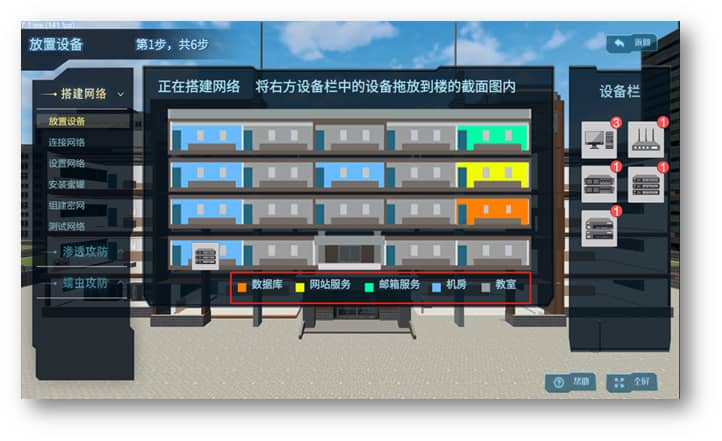 放置设备 第1步，共6步 返回
搭建网络
放置设备
连接网络
设置网络
安装蜜罐
组建密网
测试网络
渗透攻防
蠕虫攻防
正在搭建网络 将右方设备栏中的设备拖放到楼的截面图内
数据库 网站服务 邮箱服务 机房 教室
设备栏
3 1
1 1
1
帮助 全屏